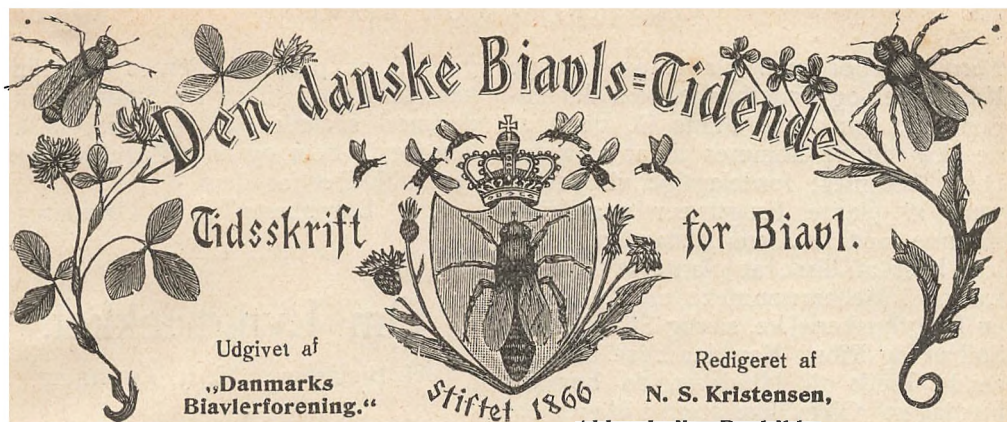 Den danske Biavls=Tidende
Tidsskrift for Biavl.
Udgivet af
„Danmarks
Biavlerforening."
Stiftet 1866
Redigeret af
N. S. Kristensen,